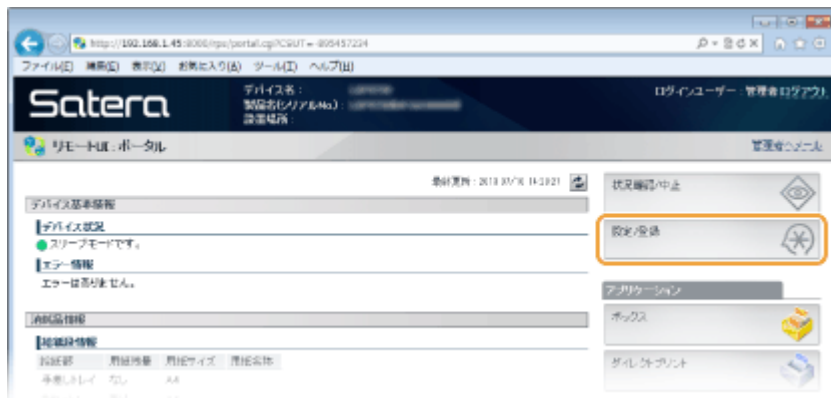 http://192.168.1.45:8000/rps/portal.cgi?CGUT=-895457224
ファイル(F) 編集(E) 表示(V) お気に入り(A) ツール(T) ヘルプ(H)
Satera
デバイス名 :
製品名(シリアルNo.) :
設置場所 :
ログインユーザー : 管理者 ログアウト
リモートUI : ポータル
管理者へメール
最終更新 :
デバイス基本情報
デバイス状況
スリープモードです。
エラー情報
エラーはありません。
消耗品情報
給紙段情報
給紙部 用紙残量 用紙サイズ 用紙名体
手差しトレイ なし A4
状況確認/中止
設定/登録
アプリケーション
ボックス
ダイレクトプリント